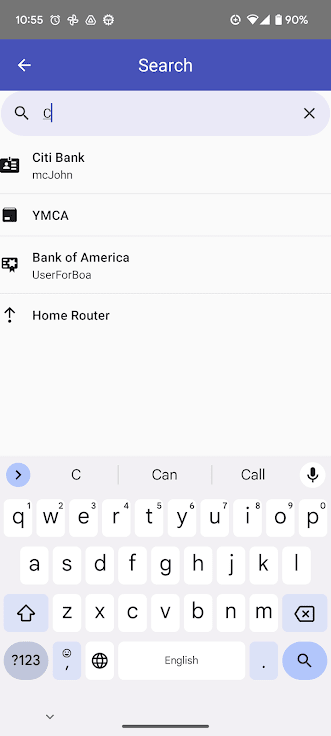 10:55 90%
Search
c
Citi Bank
mcJohn
YMCA
Bank of America
UserForBoa
Home Router
C Can Call
q1 w2 e3 r4 t5 y6 u7 i8 o9 p0
a s d f g h j k l
z x c v b n m
?123 , English .